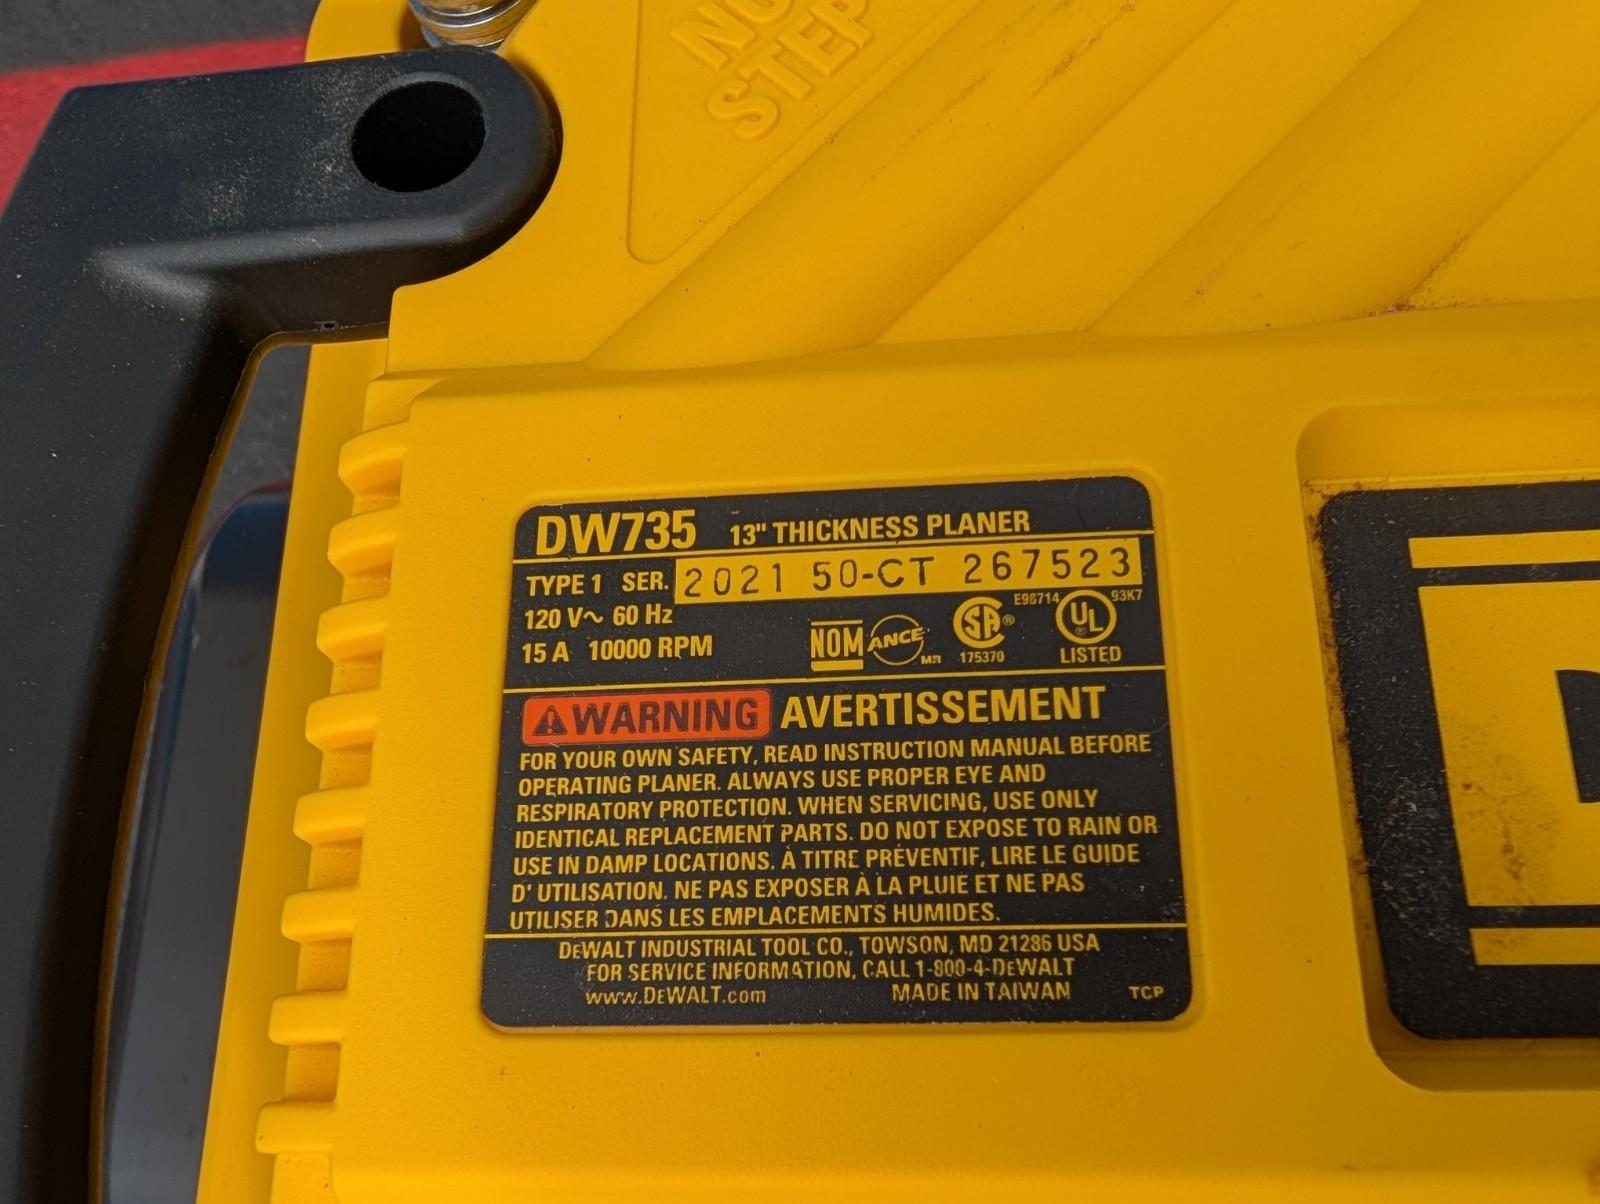 NO
STEP
DW735 13" THICKNESS PLANER
TYPE 1 SER. 2021 50-CT 267523
120 V~ 60 Hz
15 A 10000 RPM
NOM ANCE MR SA ® 175370 E98714 UL ® 93K7 LISTED
⚠WARNING AVERTISSEMENT
FOR YOUR OWN SAFETY, READ INSTRUCTION MANUAL BEFORE
OPERATING PLANER. ALWAYS USE PROPER EYE AND
RESPIRATORY PROTECTION. WHEN SERVICING, USE ONLY
IDENTICAL REPLACEMENT PARTS. DO NOT EXPOSE TO RAIN OR
USE IN DAMP LOCATIONS. À TITRE PRÉVENTIF, LIRE LE GUIDE
D' UTILISATION. NE PAS EXPOSER À LA PLUIE ET NE PAS
UTILISER DANS LES EMPLACEMENTS HUMIDES.
DEWALT INDUSTRIAL TOOL CO., TOWSON, MD 21286 USA
FOR SERVICE INFORMATION, CALL 1-800-4-DEWALT
www.DEWALT.com MADE IN TAIWAN TCP